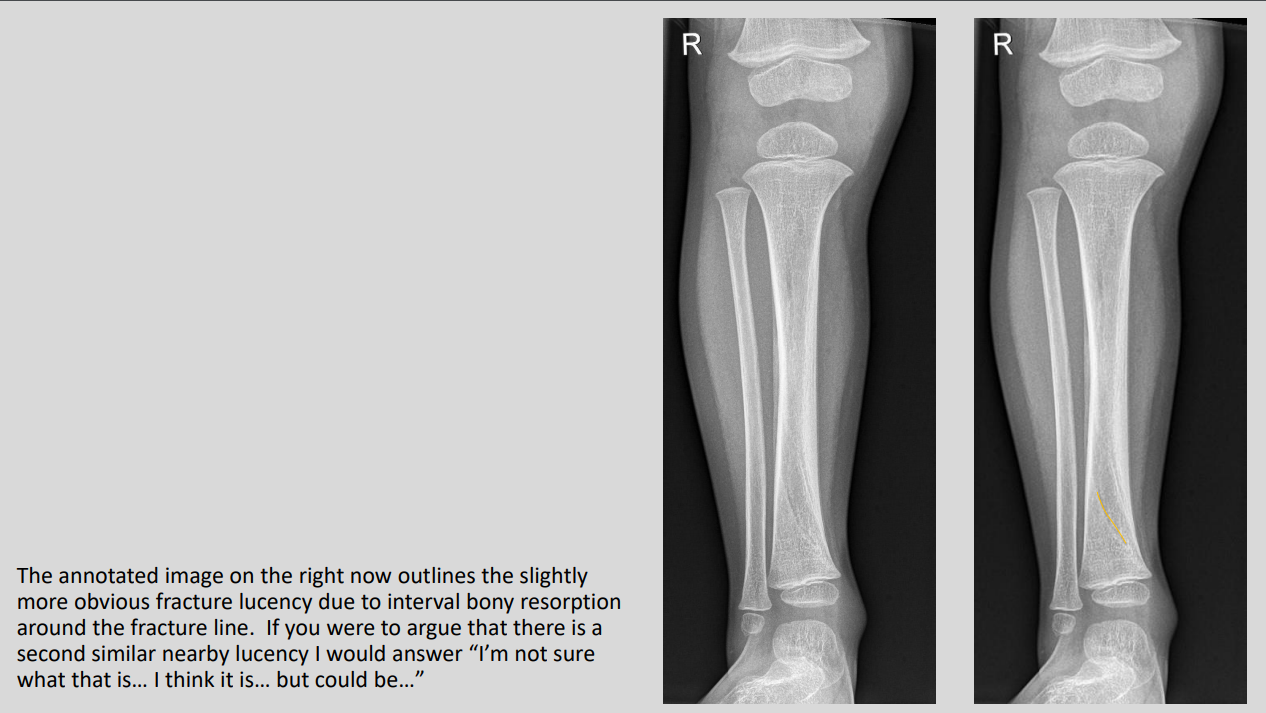 R
R
The annotated image on the right now outlines the slightly
more obvious fracture lucency due to interval bony resorption
around the fracture line.  If you were to argue that there is a
second similar nearby lucency I would answer “I’m not sure
what that is… I think it is… but could be…”